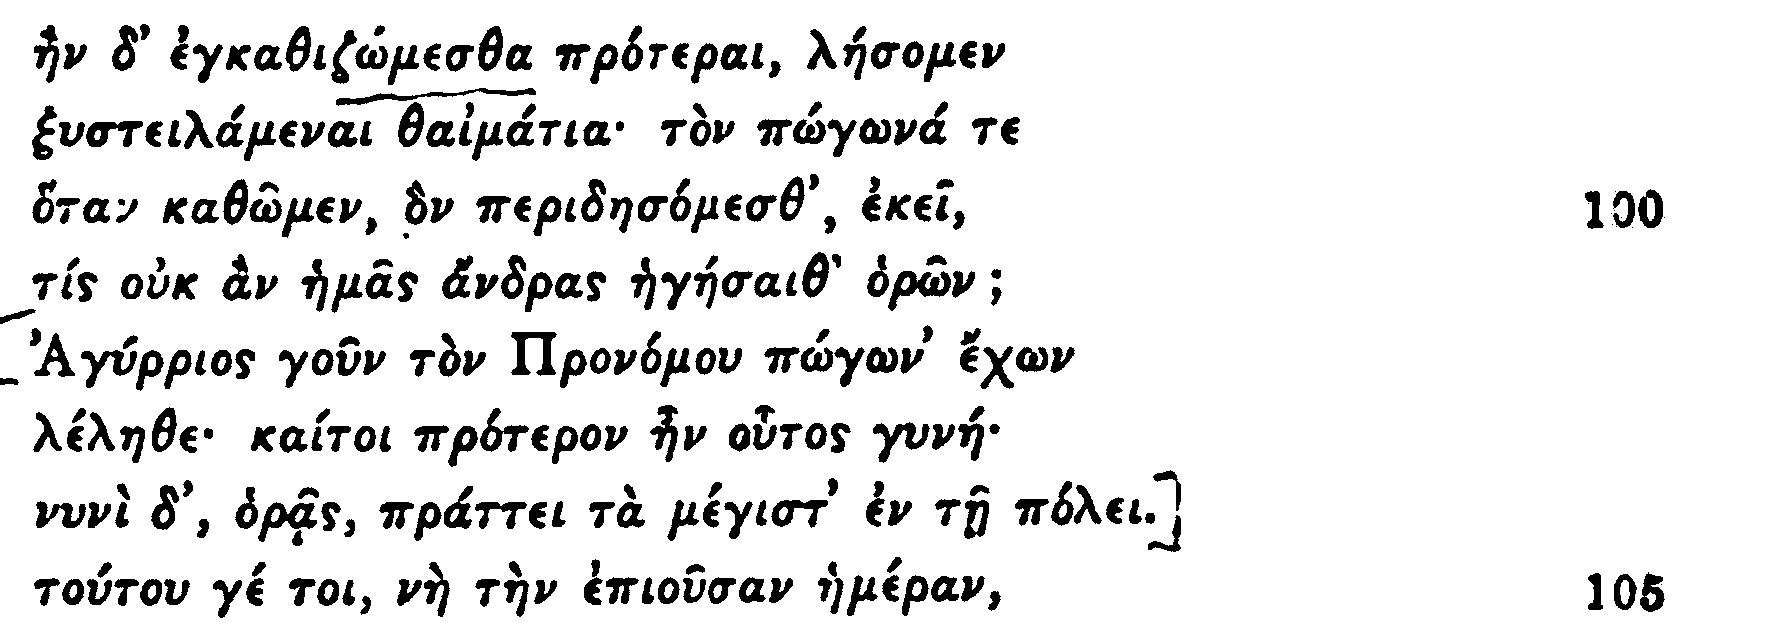 ἢν δ' ἐγκαθιζώμεσθα πρότεραι, λήσομεν
ξυστειλάμεναι θαἰμάτια· τὸν πώγωνά τε
ὅταν καθῶμεν, ὃν περιδησόμεσθ', ἐκεῖ, 100
τίς οὐκ ἂν ἡμᾶς ἄνδρας ἡγήσαιθ' ὁρῶν ;
Ἀγύρριος γοῦν τὸν Προνόμου πώγων' ἔχων
λέληθε· καίτοι πρότερον ἦν οὗτος γυνή·
νυνὶ δ', ὁρᾷς, πράττει τὰ μέγιστ' ἐν τῇ πόλει.]
τούτου γέ τοι, νὴ τὴν ἐπιοῦσαν ἡμέραν, 105